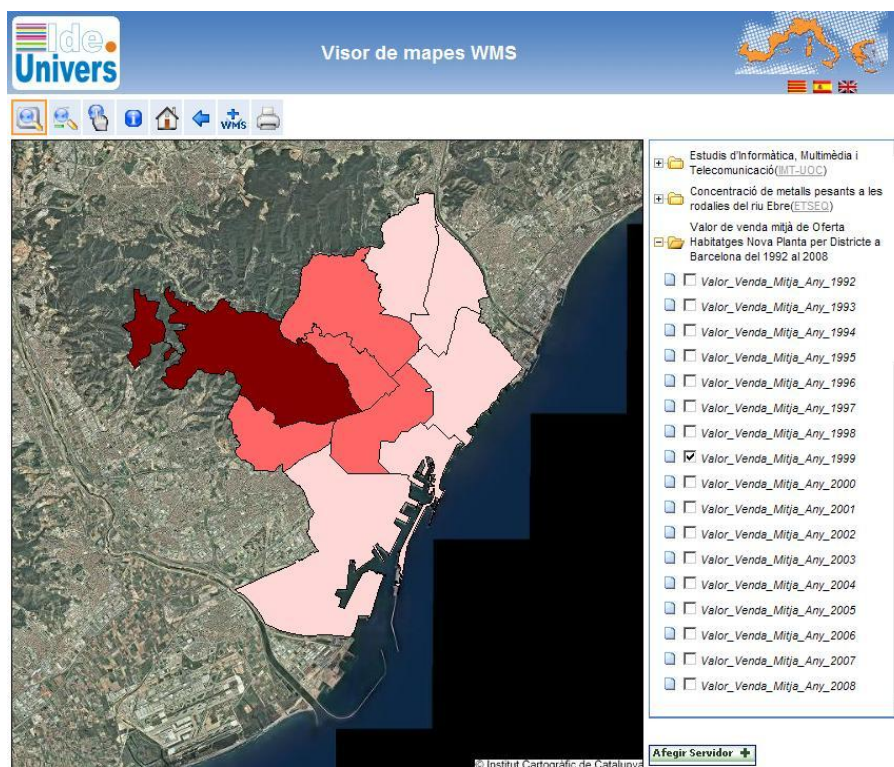 Ide
Univers
Visor de mapes WMS
WMS
Estudis d'Informàtica, Multimèdia i
Telecomunicació(IMT-UOC)
Concentració de metalls pesants a les
rodalies del riu Ebre(ETSEQ)
Valor de venda mitjà de Oferta
Habitatges Nova Planta per Districte a
Barcelona del 1992 al 2008
Valor_Venda_Mitja_Any_1992
Valor_Venda_Mitja_Any_1993
Valor_Venda_Mitja_Any_1994
Valor_Venda_Mitja_Any_1995
Valor_Venda_Mitja_Any_1996
Valor_Venda_Mitja_Any_1997
Valor_Venda_Mitja_Any_1998
Valor_Venda_Mitja_Any_1999
Valor_Venda_Mitja_Any_2000
Valor_Venda_Mitja_Any_2001
Valor_Venda_Mitja_Any_2002
Valor_Venda_Mitja_Any_2003
Valor_Venda_Mitja_Any_2004
Valor_Venda_Mitja_Any_2005
Valor_Venda_Mitja_Any_2006
Valor_Venda_Mitja_Any_2007
Valor_Venda_Mitja_Any_2008
Afegir Servidor
© Institut Cartogràfic de Catalunya